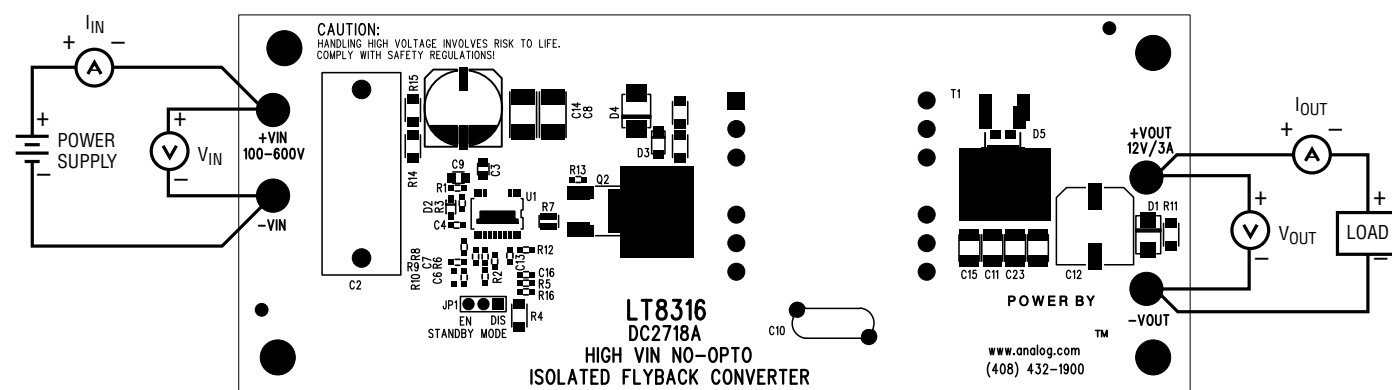 I IN
+ A −
CAUTION:
HANDLING HIGH VOLTAGE INVOLVES RISK TO LIFE.
COMPLY WITH SAFETY REGULATIONS!
+
POWER
SUPPLY
−
+
V
−
V IN
+VIN
100-600V
−VIN
R15
R14
C2
C14
C8
D4
D3
C9
C3
R1
D2
R3
C4
U1
R7
R13
Q2
R8
C7
R9
R6
R10
C6
R2
C13
R12
C16
R5
R16
JP1
EN DIS
STANDBY MODE
R4
T1
D5
+VOUT
12V/3A
I OUT
+ A −
D1
R11
+
V
−
V OUT
+
LOAD
−
C15 C11 C23 C12
POWER BY
−VOUT
LT8316
DC2718A
HIGH VIN NO-OPTO
ISOLATED FLYBACK CONVERTER
C10
TM
www.analog.com
(408) 432-1900